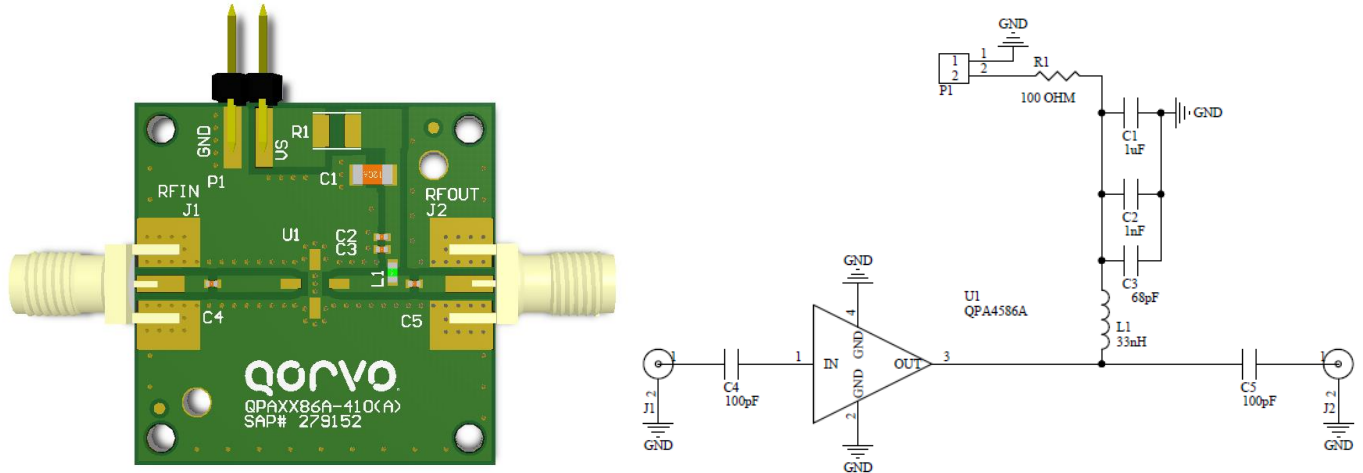 GND
VS
P1
R1
C1
RFIN
J1
RFOUT
J2
U1
C2
C3
L1
C4
C5
QORVO
QPAXX86A-410(A)
SAP# 279152
GND
1
2
1
2
P1
R1
100 OHM
GND
C1
1uF
C2
1nF
C3
68pF
L1
33nH
GND
U1
QPA4586A
4
GND
1
IN
OUT
3
GND
2
GND
1
2
J1
GND
C4
100pF
C5
100pF
1
2
J2
GND